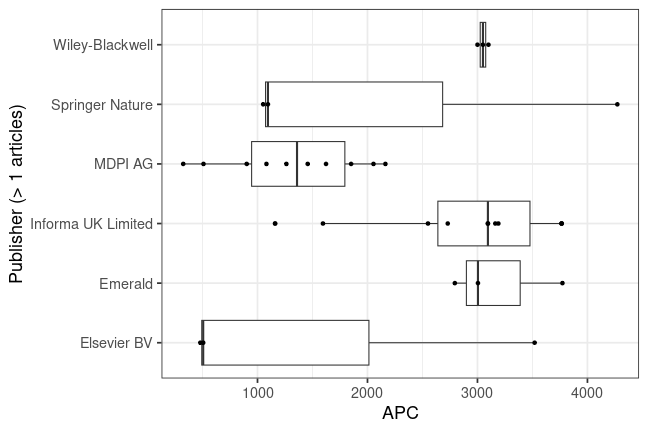 Publisher (> 1 articles)
Wiley-Blackwell
Springer Nature
MDPI AG
Informa UK Limited
Emerald
Elsevier BV
1000 2000 3000 4000
APC